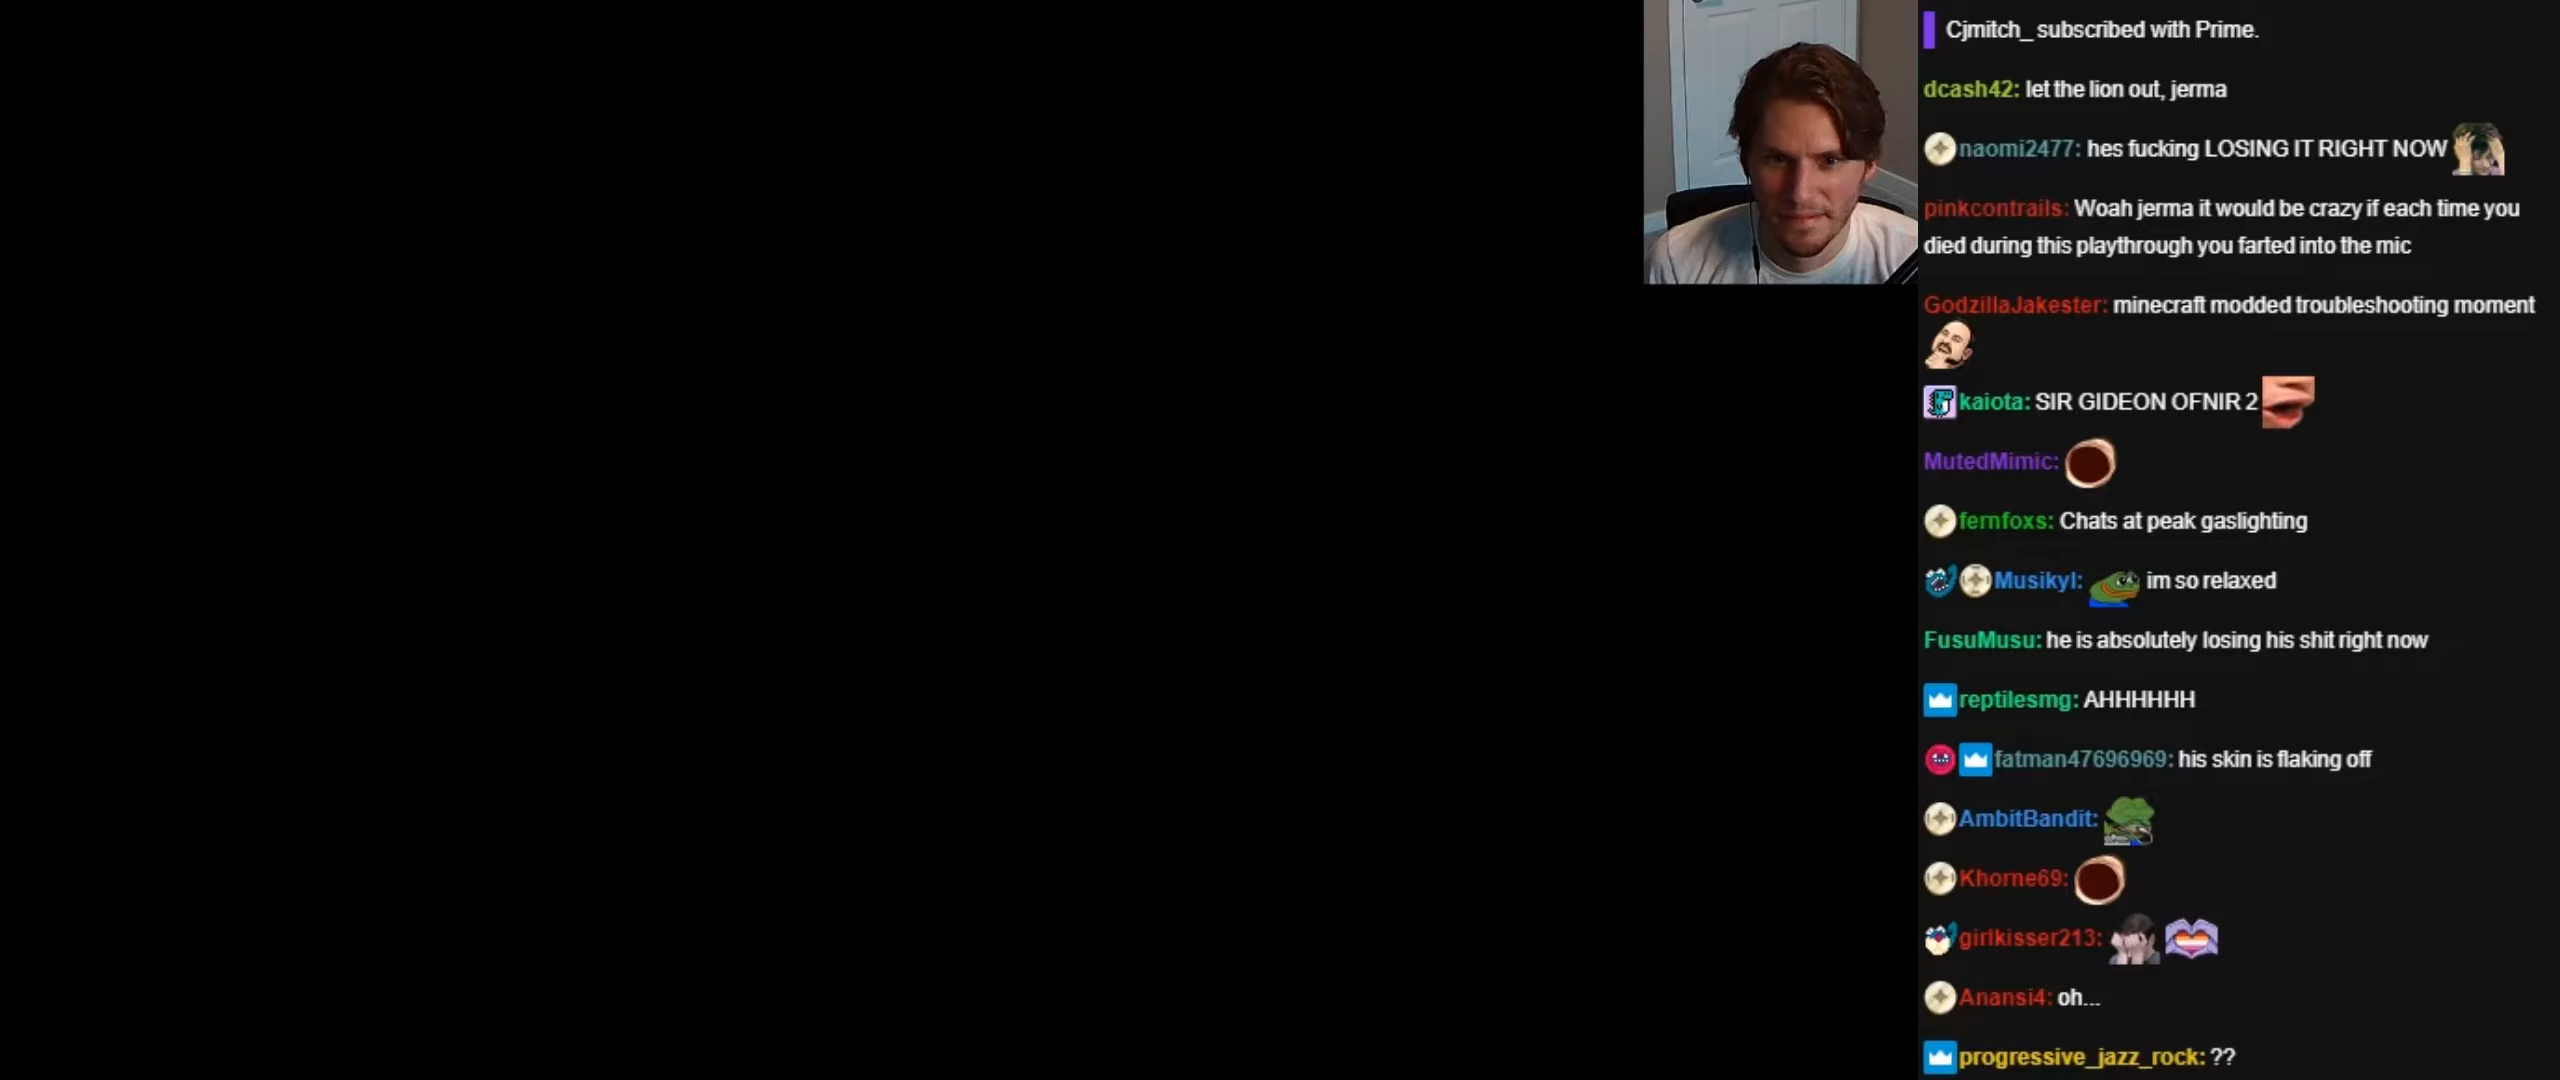 Cjmitch_ subscribed with Prime.
dcash42: let the lion out, jerma
naomi2477: hes fucking LOSING IT RIGHT NOW
pinkcontrails: Woah jerma it would be crazy if each time you
died during this playthrough you farted into the mic
GodzillaJakester: minecraft modded troubleshooting moment
kaiota: SIR GIDEON OFNIR 2
MutedMimic:
fernfoxs: Chats at peak gaslighting
Musikyl: im so relaxed
FusuMusu: he is absolutely losing his shit right now
reptilesmg: AHHHHHH
fatman47696969: his skin is flaking off
AmbitBandit:
Khorne69:
girlkisser213:
Anansi4: oh...
progressive_jazz_rock: ??